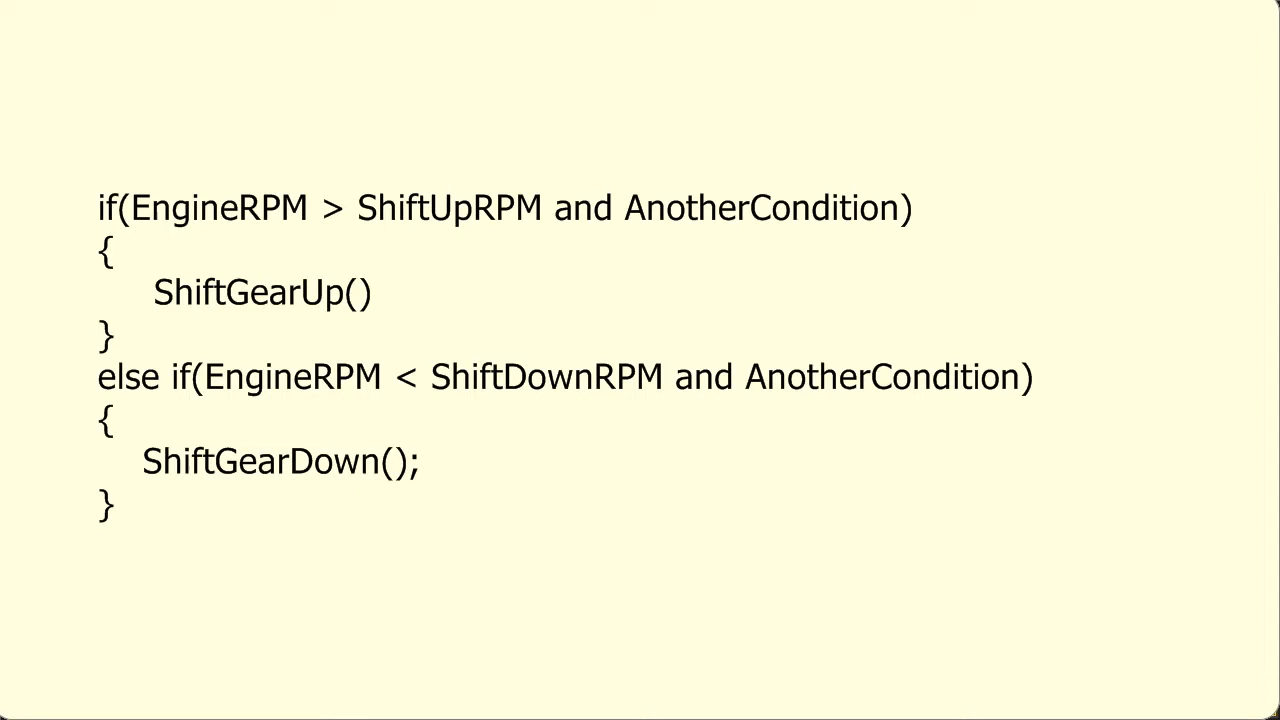 if(EngineRPM > ShiftUpRPM and AnotherCondition)
{
ShiftGearUp()
}
else if(EngineRPM < ShiftDownRPM and AnotherCondition)
{
ShiftGearDown();
}